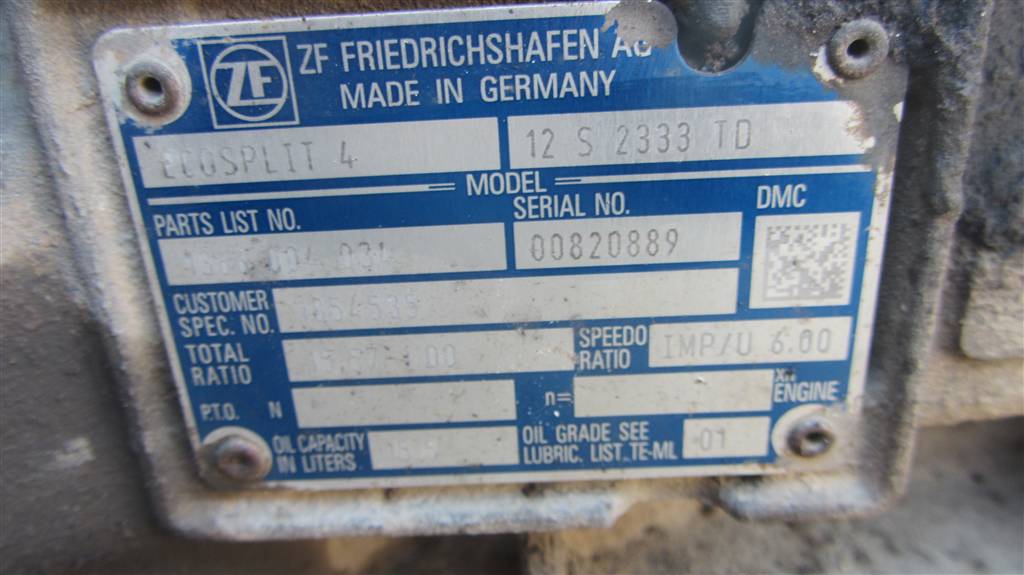 ZF
ZF FRIEDRICHSHAFEN AG
MADE IN GERMANY
ECOSPLIT 4 12 S 2333 TD
MODEL
PARTS LIST NO. SERIAL NO. DMC
00820889
CUSTOMER SPEC. NO.
TOTAL RATIO SPEEDO RATIO IMP/U 6.00
P.T.O. N n= ENGINE
OIL CAPACITY IN LITERS OIL GRADE SEE LUBRIC. LIST TE-ML 01